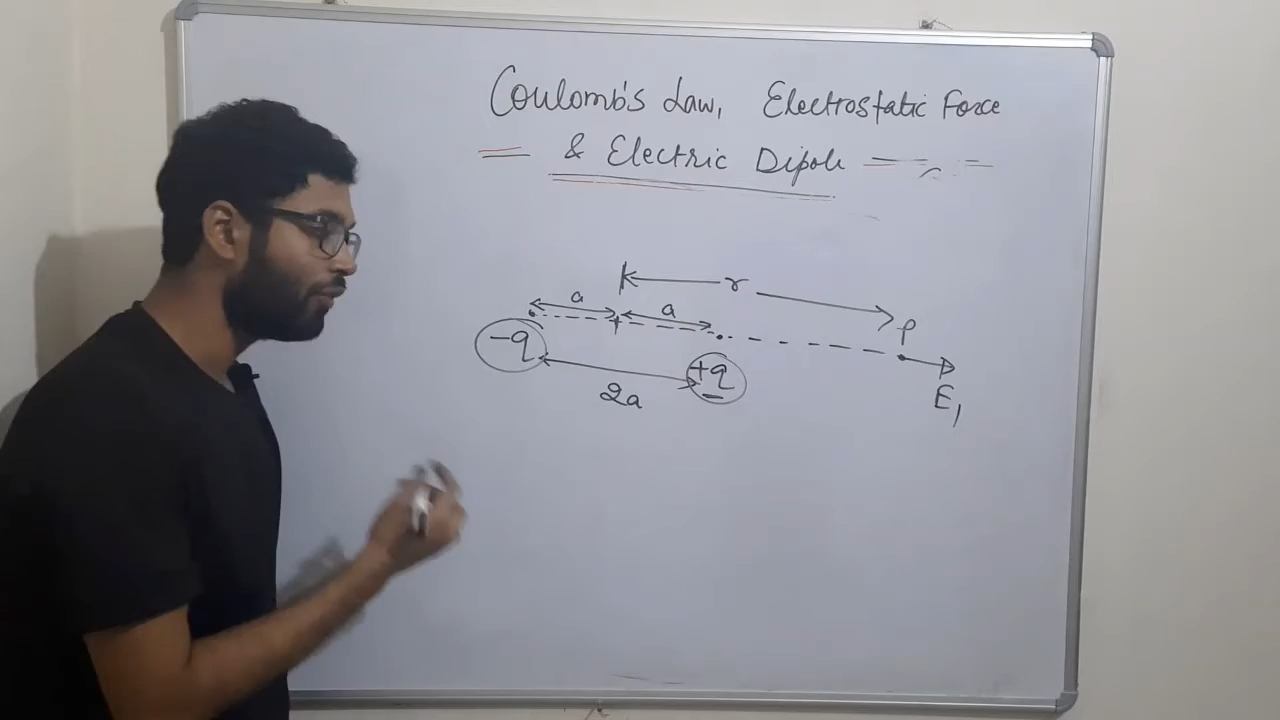 Coulomb's Law, Electrostatic Force
& Electric Dipole
r
a a
P
-q +q
2a
E1